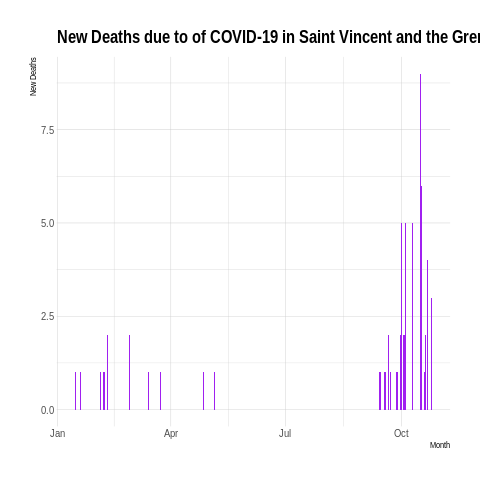 New Deaths due to of COVID-19 in Saint Vincent and the Gren
New Deaths
7.5
5.0
2.5
0.0
Jan Apr Jul Oct
Month